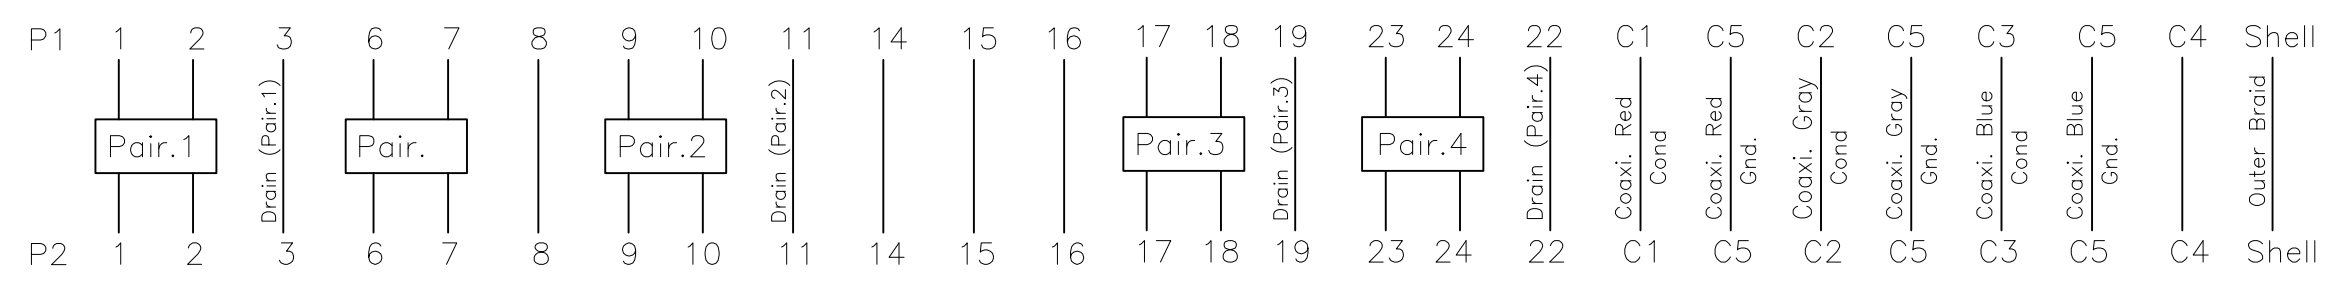 P1 1 2 3 6 7 8 9 10 11 14 15 16 17 18 19 23 24 22 C1 C5 C2 C5 C3 C5 C4 Shell
Pair.1
Drain (Pair.1)
Pair.
Pair.2
Drain (Pair.2)
Pair.3
Drain (Pair.3)
Pair.4
Drain (Pair.4)
Coaxi. Red
Cond
Coaxi. Red
Gnd.
Coaxi. Gray
Cond
Coaxi. Gray
Gnd.
Coaxi. Blue
Cond
Coaxi. Blue
Gnd.
Outer Braid
P2 1 2 3 6 7 8 9 10 11 14 15 16 17 18 19 23 24 22 C1 C5 C2 C5 C3 C5 C4 Shell